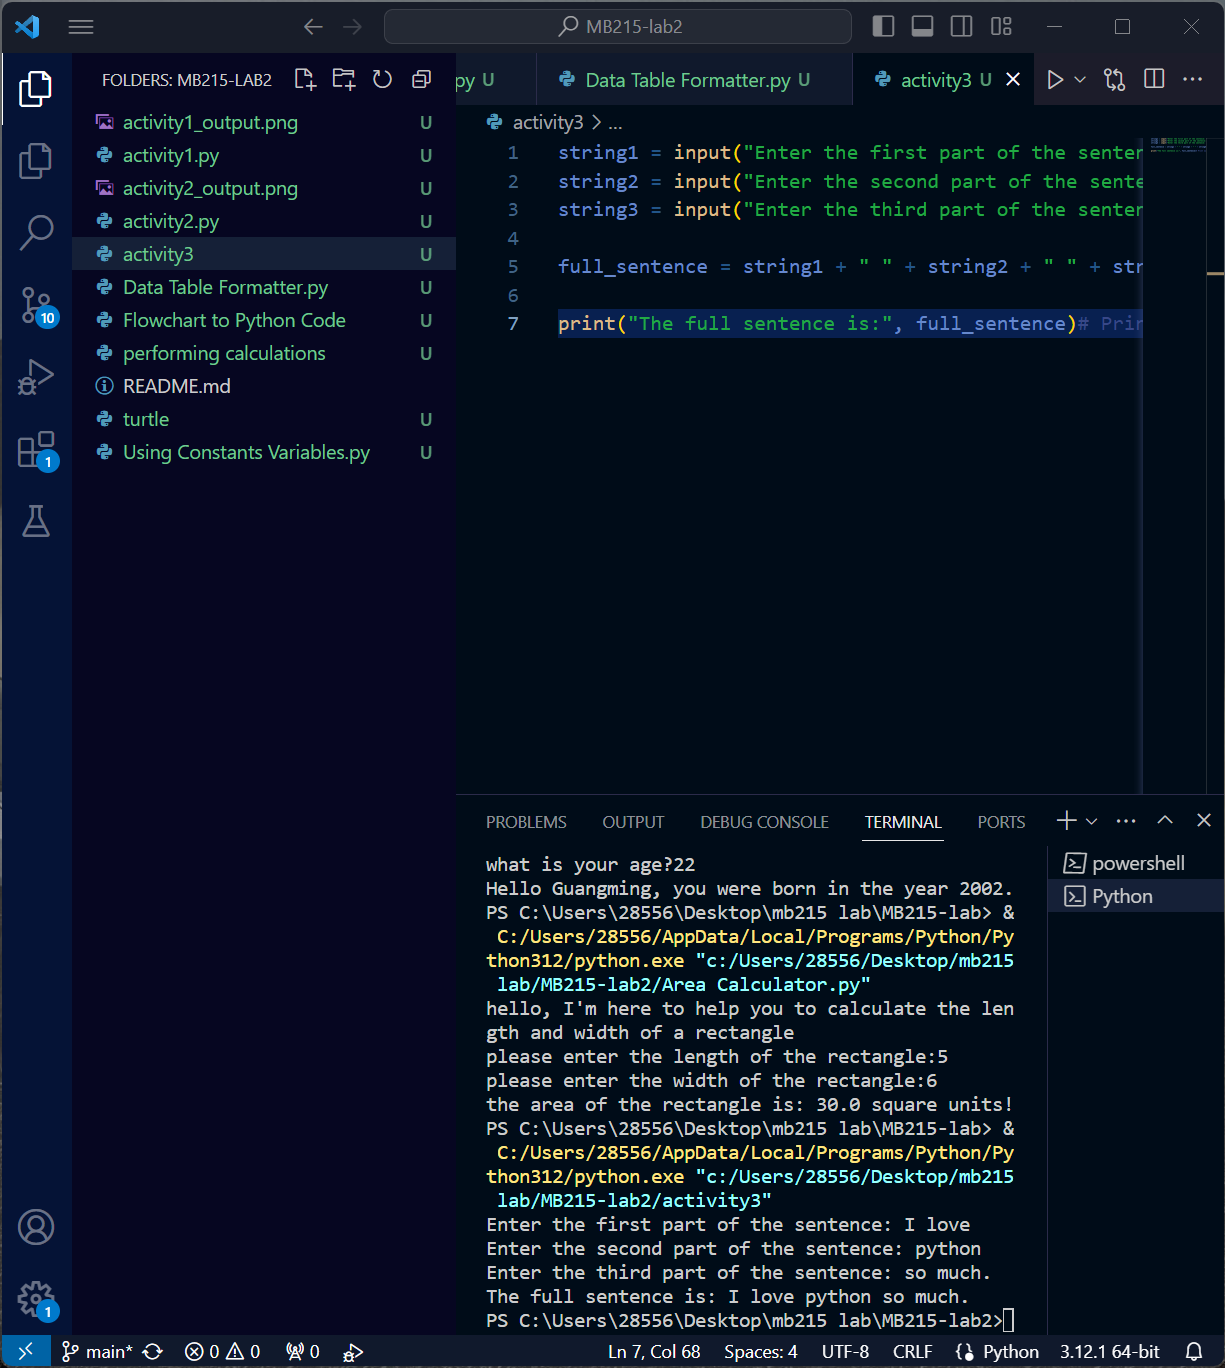 MB215-lab2
FOLDERS: MB215-LAB2
activity1_output.png U
activity1.py U
activity2_output.png U
activity2.py U
activity3 U
Data Table Formatter.py U
Flowchart to Python Code U
performing calculations U
README.md
turtle U
Using Constants Variables.py U
10
1
1
py U
Data Table Formatter.py U
activity3 U
activity3 > ...
1 string1 = input("Enter the first part of the senten
2 string2 = input("Enter the second part of the sente
3 string3 = input("Enter the third part of the senten
4
5 full_sentence = string1 + " " + string2 + " " + str
6
7 print("The full sentence is:", full_sentence)# Prin
PROBLEMS OUTPUT DEBUG CONSOLE TERMINAL PORTS
powershell
Python
what is your age?22
Hello Guangming, you were born in the year 2002.
PS C:\Users\28556\Desktop\mb215 lab\MB215-lab> &
C:/Users/28556/AppData/Local/Programs/Python/Py
thon312/python.exe "c:/Users/28556/Desktop/mb215
lab/MB215-lab2/Area Calculator.py"
hello, I'm here to help you to calculate the len
gth and width of a rectangle
please enter the length of the rectangle:5
please enter the width of the rectangle:6
the area of the rectangle is: 30.0 square units!
PS C:\Users\28556\Desktop\mb215 lab\MB215-lab> &
C:/Users/28556/AppData/Local/Programs/Python/Py
thon312/python.exe "c:/Users/28556/Desktop/mb215
lab/MB215-lab2/activity3"
Enter the first part of the sentence: I love
Enter the second part of the sentence: python
Enter the third part of the sentence: so much.
The full sentence is: I love python so much.
PS C:\Users\28556\Desktop\mb215 lab\MB215-lab2>
main* 0 0 0 Ln 7, Col 68 Spaces: 4 UTF-8 CRLF Python 3.12.1 64-bit